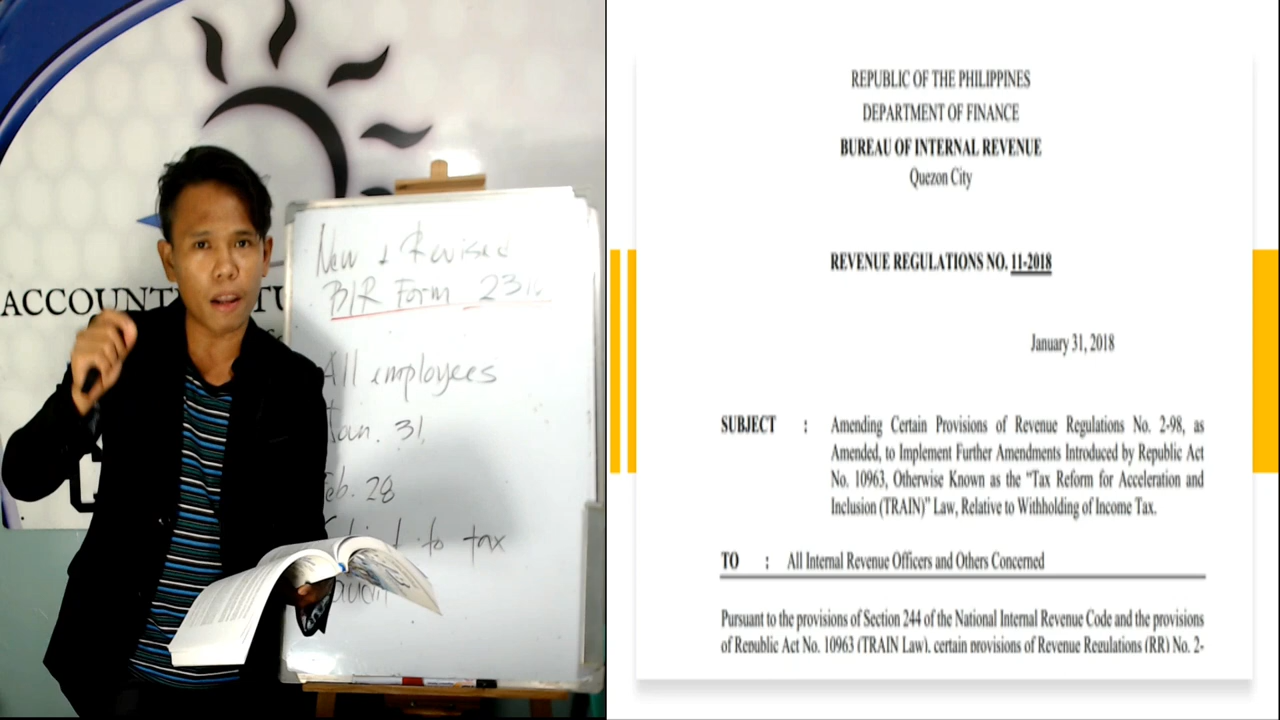 ACCOUNT
New & Revised
BIR Form 23
All employees
Jan. 31
Feb. 28
to tax
audit
REPUBLIC OF THE PHILIPPINES
DEPARTMENT OF FINANCE
BUREAU OF INTERNAL REVENUE
Quezon City
REVENUE REGULATIONS NO. 11-2018
January 31, 2018
SUBJECT : Amending Certain Provisions of Revenue Regulations No. 2-98, as
Amended, to Implement Further Amendments Introduced by Republic Act
No. 10963, Otherwise Known as the “Tax Reform for Acceleration and
Inclusion (TRAIN)” Law, Relative to Withholding of Income Tax.
TO : All Internal Revenue Officers and Others Concerned
Pursuant to the provisions of Section 244 of the National Internal Revenue Code and the provisions
of Republic Act No. 10963 (TRAIN Law), certain provisions of Revenue Regulations (RR) No. 2-